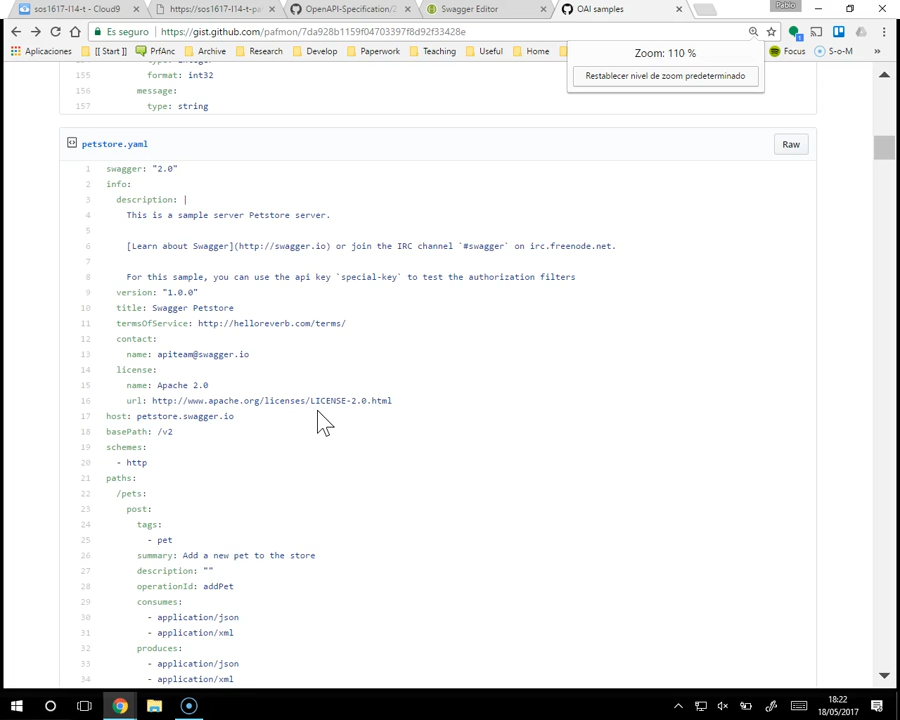 sos1617-l14-t - Cloud9
https://sos1617-l14-t-pa
OpenAPI-Specification/2
Swagger Editor
OAI samples
Pablo
Es seguro
https://gist.github.com/pafmon/7da928b1159f04703397f8d92f33428e
Aplicaciones
[[ Start ]]
PrfAnc
Archive
Research
Develop
Paperwork
Teaching
Useful
Home
Focus
S-o-M
»
Zoom: 110 %
Restablecer nivel de zoom predeterminado
155 format: int32
156 message:
157 type: string
petstore.yaml
Raw
1 swagger: "2.0"
2 info:
3 description: |
4 This is a sample server Petstore server.
5
6 [Learn about Swagger](http://swagger.io) or join the IRC channel `#swagger` on irc.freenode.net.
7
8 For this sample, you can use the api key `special-key` to test the authorization filters
9 version: "1.0.0"
10 title: Swagger Petstore
11 termsOfService: http://helloreverb.com/terms/
12 contact:
13 name: apiteam@swagger.io
14 license:
15 name: Apache 2.0
16 url: http://www.apache.org/licenses/LICENSE-2.0.html
17 host: petstore.swagger.io
18 basePath: /v2
19 schemes:
20 - http
21 paths:
22 /pets:
23 post:
24 tags:
25 - pet
26 summary: Add a new pet to the store
27 description: ""
28 operationId: addPet
29 consumes:
30 - application/json
31 - application/xml
32 produces:
33 - application/json
34 - application/xml
18:22
18/05/2017